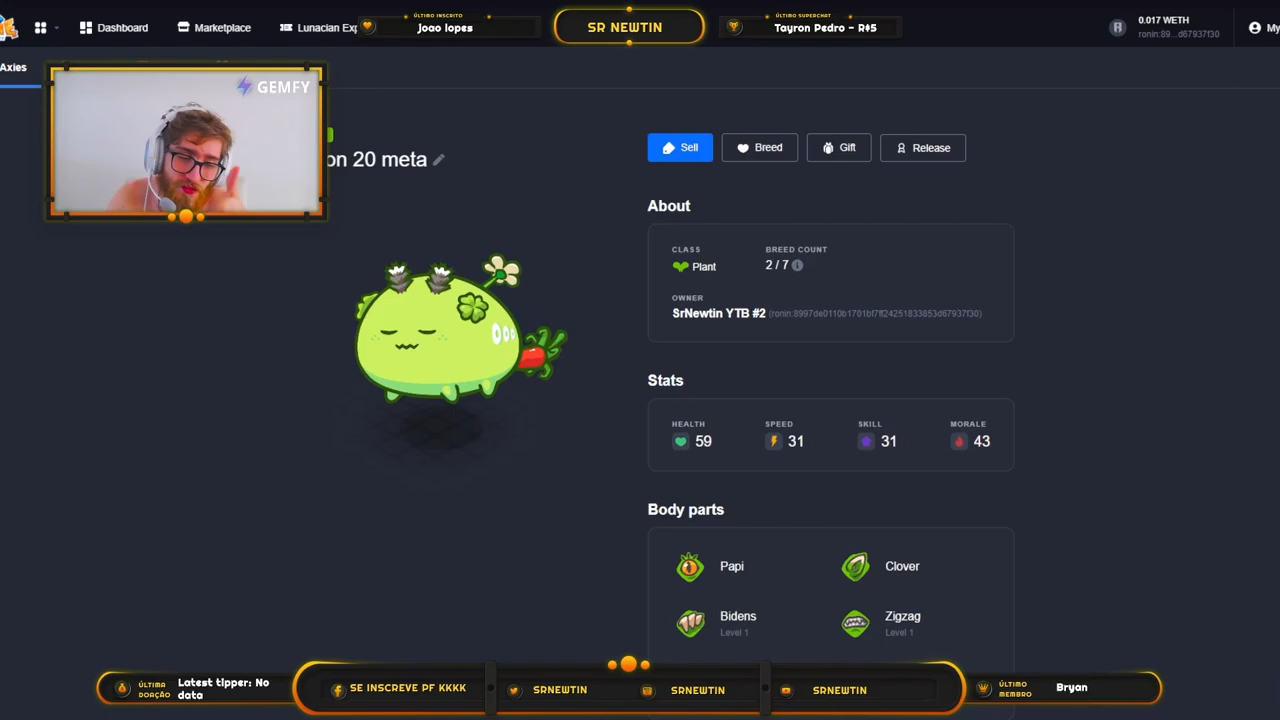 Dashboard
Marketplace
Lunacian Exp
ÚLTIMO INSCRITO
Joao lopes
SR NEWTIN
ÚLTIMO SUPERCHAT
Tayron Pedro - R$5
0.017 WETH
ronin:89...d67937f30
My
Axies
GEMFY
on 20 meta
Sell
Breed
Gift
Release
About
CLASS
BREED COUNT
Plant
2 / 7
OWNER
SrNewtin YTB #2 (ronin:8997de0110b1701bf7ff24251833853d67937f30)
Stats
HEALTH
SPEED
SKILL
MORALE
59
31
31
43
Body parts
Papi
Clover
Bidens
Level 1
Zigzag
Level 1
ÚLTIMA
DOAÇÃO
Latest tipper: No
data
SE INSCREVE PF KKKK
SRNEWTIN
SRNEWTIN
SRNEWTIN
ÚLTIMO
MEMBRO
Bryan